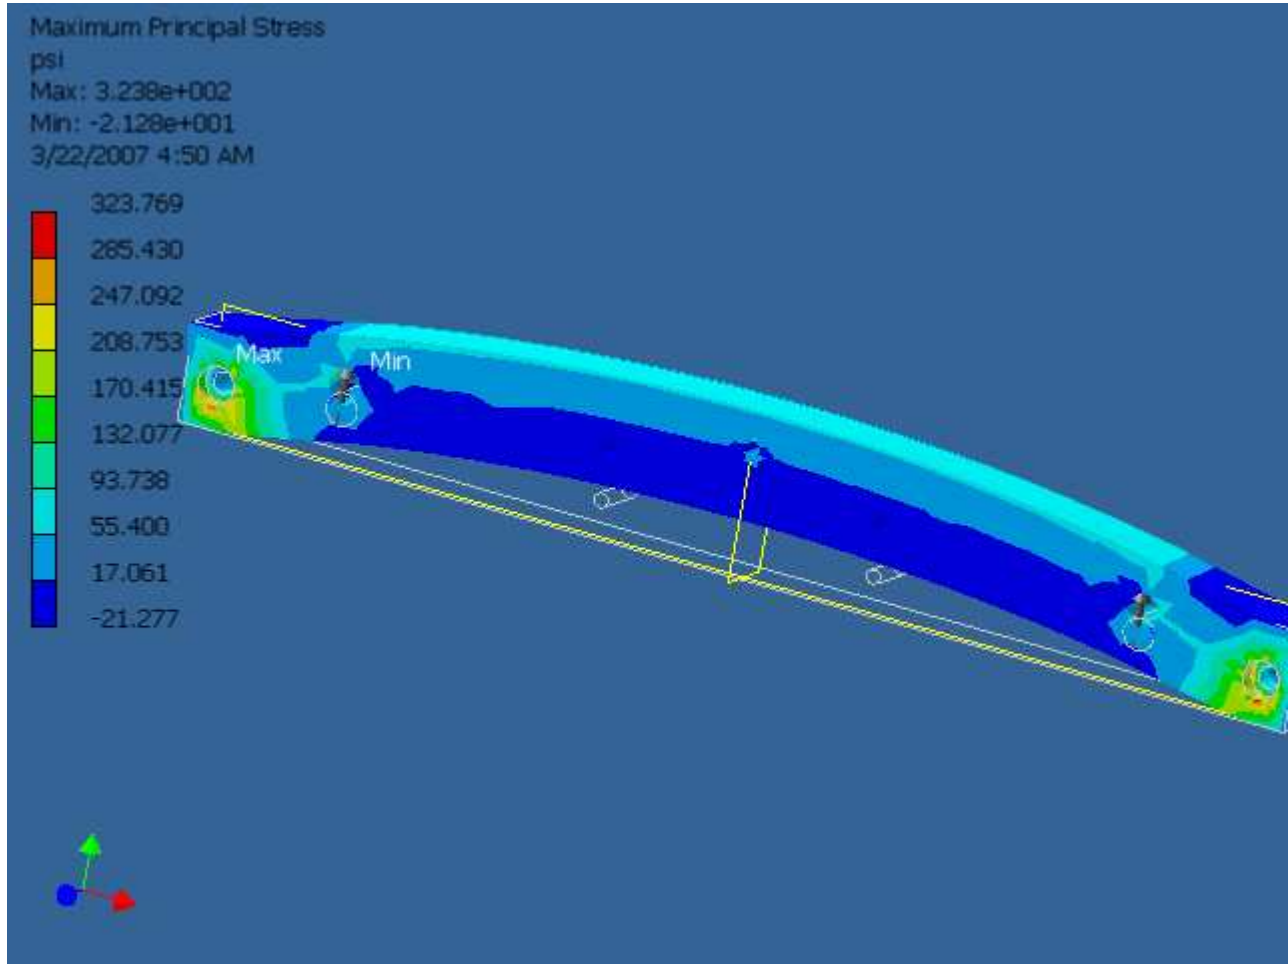 Maximum Principal Stress
psi
Max: 3.238e+002
Min: -2.128e+001
3/22/2007 4:50 AM
323.769
285.430
247.092
208.753
170.415
132.077
93.738
55.400
17.061
-21.277
Max
Min